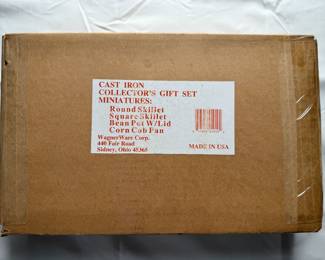 CAST IRON
COLLECTOR'S GIFT SET
MINIATURES:
Round Skillet
Square Skillet
Bean Pot W/Lid
Corn Cob Pan
WagnerWare Corp.
440 Fair Road
Sidney, Ohio 45365
MADE IN USA